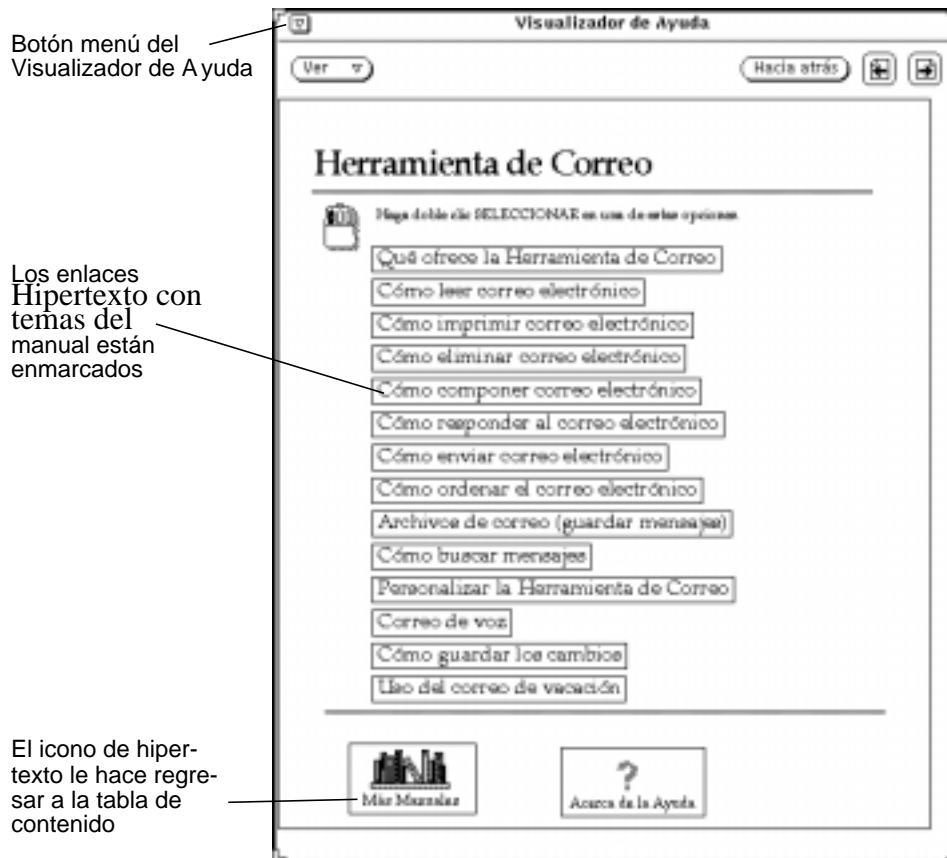 Visualizador de Ayuda
Botón menú del
Visualizador de Ayuda
Ver
Hacia atrás
Herramienta de Correo
Haga doble clic SELECCIONAR en una de estas opciones
Qué ofrece la Herramienta de Correo
Cómo leer correo electrónico
Cómo imprimir correo electrónico
Cómo eliminar correo electrónico
Cómo componer correo electrónico
Cómo responder al correo electrónico
Cómo enviar correo electrónico
Cómo ordenar el correo electrónico
Archivos de correo (guardar mensajes)
Cómo buscar mensajes
Personalizar la Herramienta de Correo
Correo de voz
Cómo guardar los cambios
Uso del correo de vacación
Los enlaces
Hipertexto con
temas del
manual están
enmarcados
El icono de hiper-
texto le hace regre-
sar a la tabla de
contenido
Más Manuales
Acerca de la Ayuda